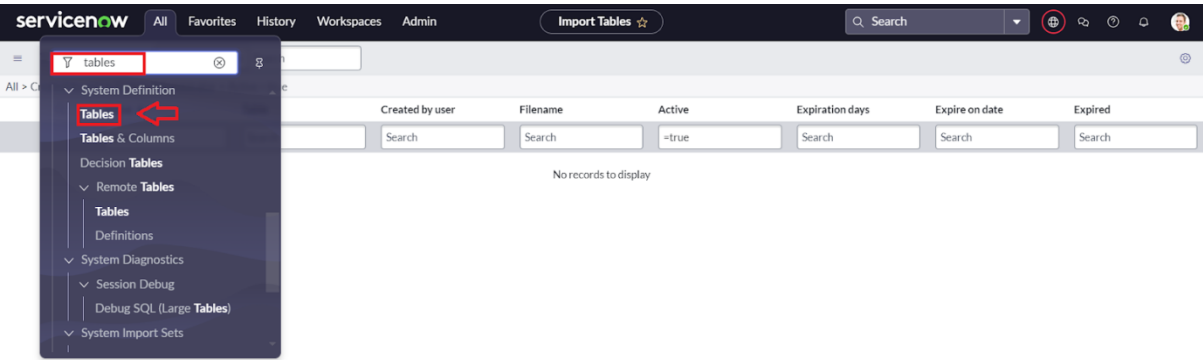 servicenow All Favorites History Workspaces Admin Import Tables Search
tables
All >
System Definition
Created by user Filename Active Expiration days Expire on date Expired
Tables
Tables & Columns
Search Search =true Search Search Search
Decision Tables
No records to display
Remote Tables
Tables
Definitions
System Diagnostics
Session Debug
Debug SQL (Large Tables)
System Import Sets